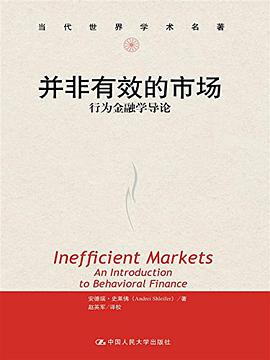 当代世界学术名著
并非有效的市场
行为金融学导论
Inefficient Markets
An Introduction
to Behavioral Finance
安德瑞·史莱佛（Andrei Shleifer）著
赵英军/译校
中国人民大学出版社